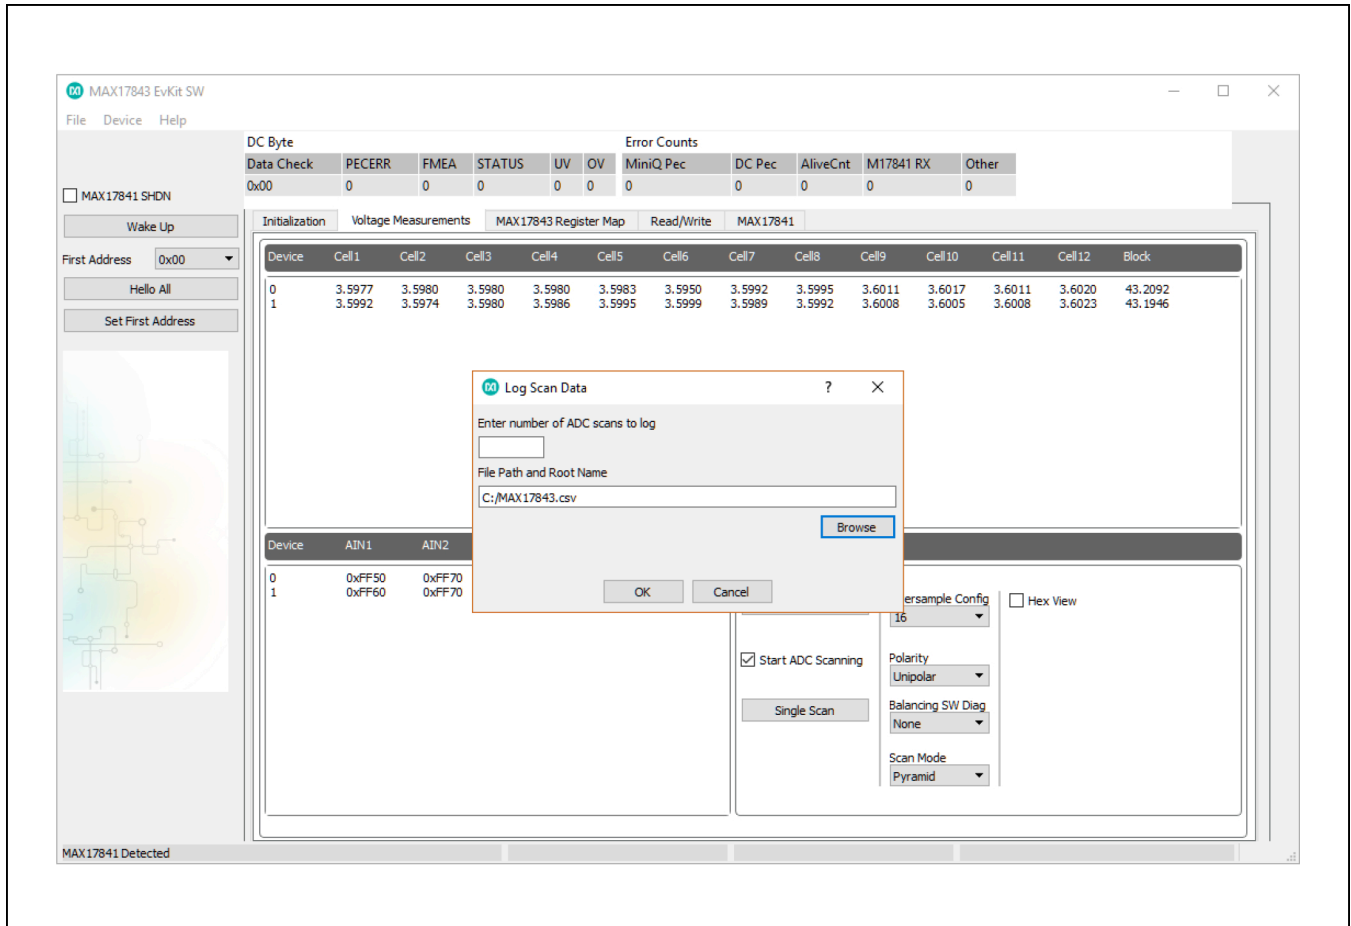 MAX17843 EvKit SW
File Device Help
DC Byte Error Counts
Data Check PECERR FMEA STATUS UV OV MiniQ Pec DC Pec AliveCnt M17841 RX Other
0x00 0 0 0 0 0 0 0 0 0 0
MAX17841 SHDN
Wake Up
First Address 0x00
Hello All
Set First Address
Initialization Voltage Measurements MAX17843 Register Map Read/Write MAX17841
Device Cell1 Cell2 Cell3 Cell4 Cell5 Cell6 Cell7 Cell8 Cell9 Cell10 Cell11 Cell12 Block
0 3.5977 3.5980 3.5980 3.5980 3.5983 3.5950 3.5992 3.5995 3.6011 3.6017 3.6011 3.6020 43.2092
1 3.5992 3.5974 3.5980 3.5986 3.5995 3.5999 3.5989 3.5992 3.6008 3.6005 3.6008 3.6023 43.1946
Log Scan Data ?
Enter number of ADC scans to log
File Path and Root Name
C:/MAX17843.csv
Browse
OK Cancel
Device AIN1 AIN2
0 0xFF50 0xFF70
1 0xFF60 0xFF70
ersample Config
16
Hex View
Start ADC Scanning
Polarity
Unipolar
Single Scan
Balancing SW Diag
None
Scan Mode
Pyramid
MAX17841 Detected